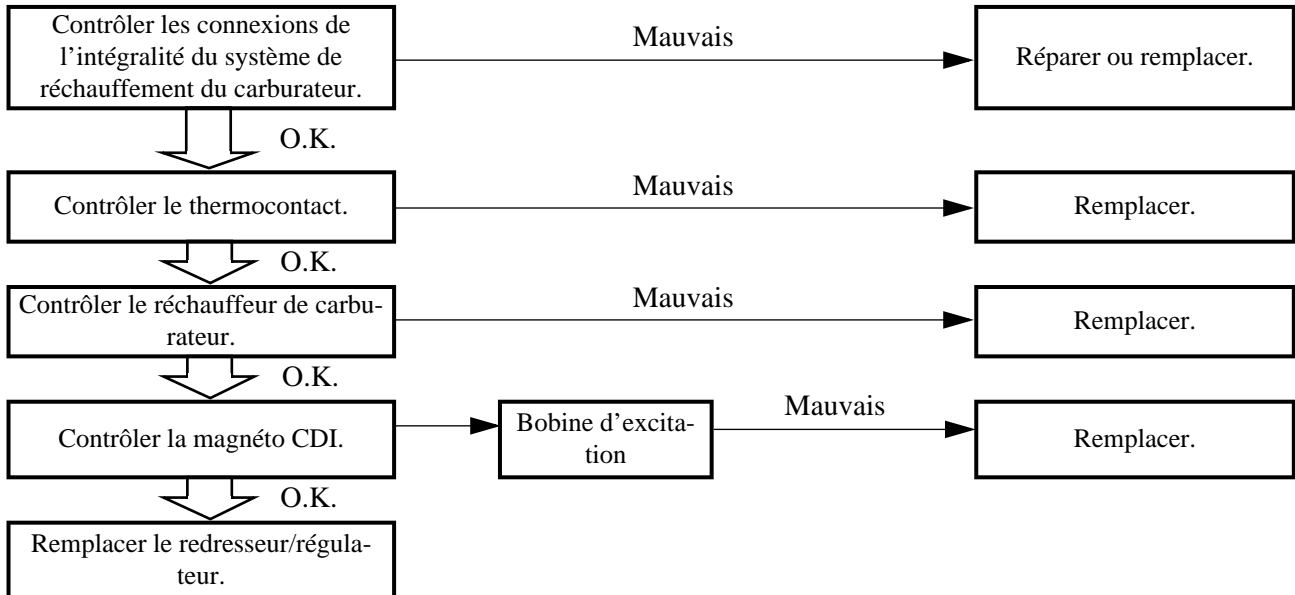 Contrôler les connexions de
l'intégralité du système de
réchauffement du carburateur.
Mauvais
Réparer ou remplacer.
O.K.
Contrôler le thermocontact.
Mauvais
Remplacer.
O.K.
Contrôler le réchauffeur de carbu-
rateur.
Mauvais
Remplacer.
O.K.
Contrôler la magnéto CDI.
Bobine d'excita-
tion
Mauvais
Remplacer.
O.K.
Remplacer le redresseur/régula-
teur.